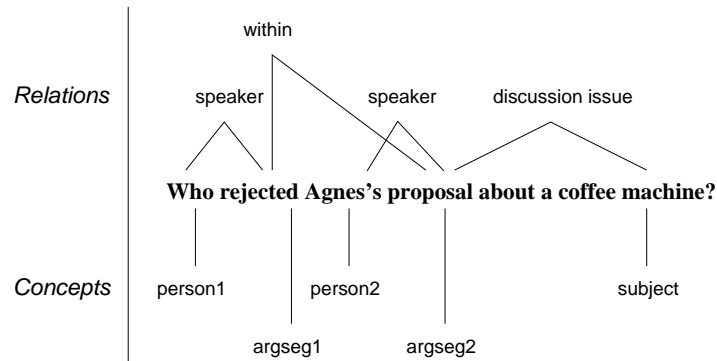 within
Relations speaker speaker discussion issue
Who rejected Agnes’s proposal about a coffee machine?
Concepts person1 person2 subject
argseg1 argseg2